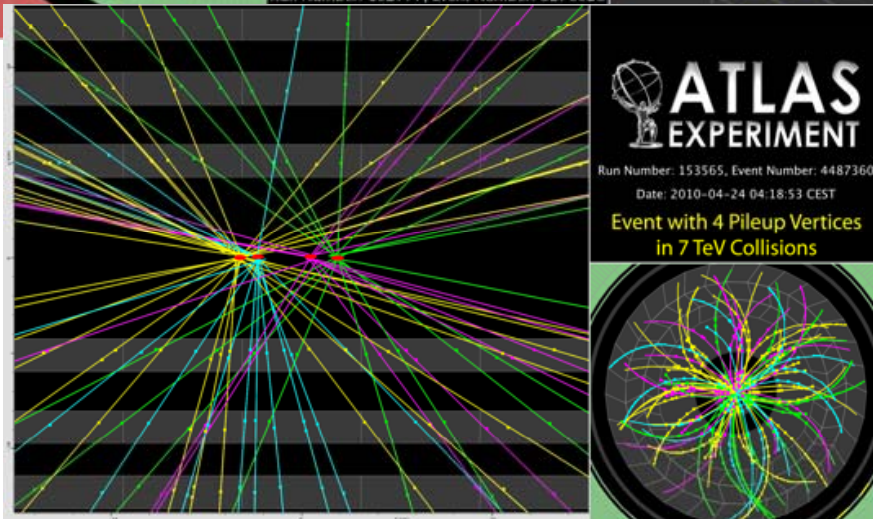 ATLAS
EXPERIMENT
Run Number: 153565, Event Number: 4487360
Date: 2010-04-24 04:18:53 CEST
Event with 4 Pileup Vertices
in 7 TeV Collisions